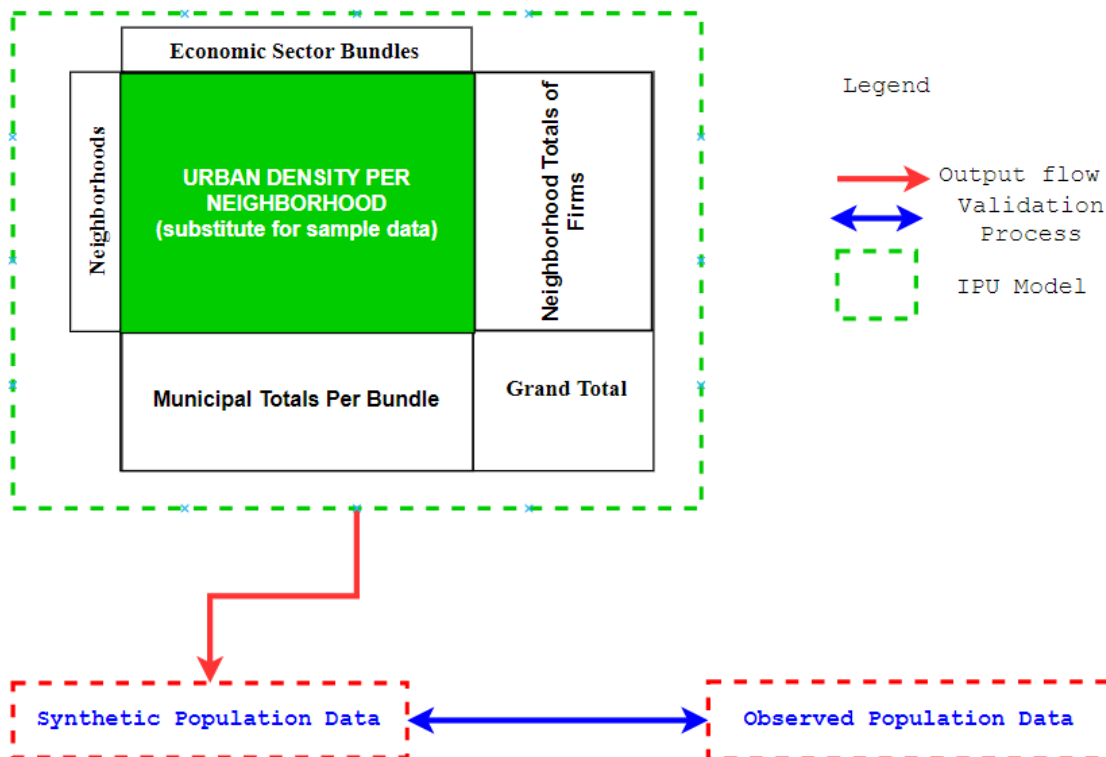 Economic Sector Bundles
Neighborhoods
URBAN DENSITY PER
NEIGHBORHOOD
(substitute for sample data)
Neighborhood Totals of
Firms
Municipal Totals Per Bundle
Grand Total
Legend
Output flow
Validation
Process
IPU Model
Synthetic Population Data
Observed Population Data